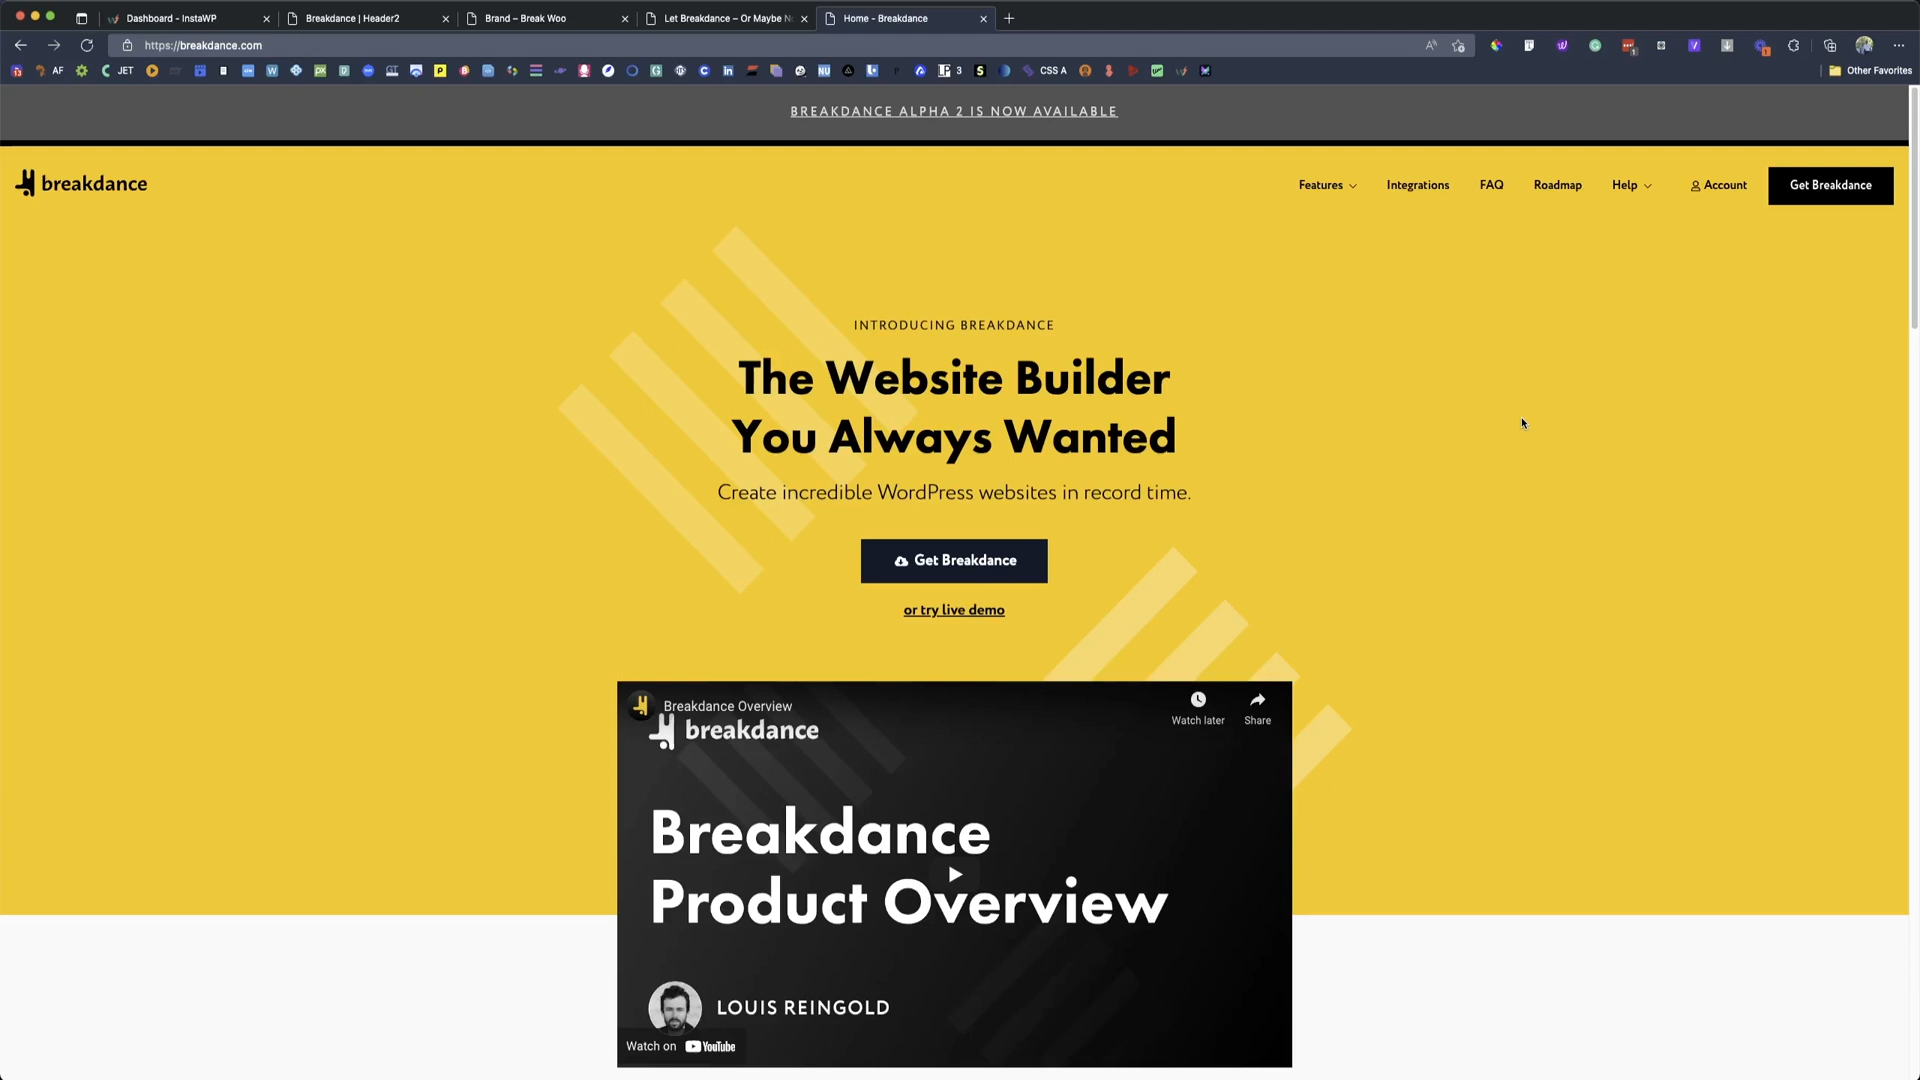 Dashboard - InstaWP
Breakdance | Header2
Brand – Break Woo
Let Breakdance – Or Maybe N
Home - Breakdance
https://breakdance.com
AF
JET
NU
3
CSS A
Other Favorites
BREAKDANCE ALPHA 2 IS NOW AVAILABLE
breakdance
Features
Integrations
FAQ
Roadmap
Help
Account
Get Breakdance
INTRODUCING BREAKDANCE
The Website Builder
You Always Wanted
Create incredible WordPress websites in record time.
Get Breakdance
or try live demo
Breakdance Overview
breakdance
Watch later
Share
Breakdance
Product Overview
LOUIS REINGOLD
Watch on YouTube